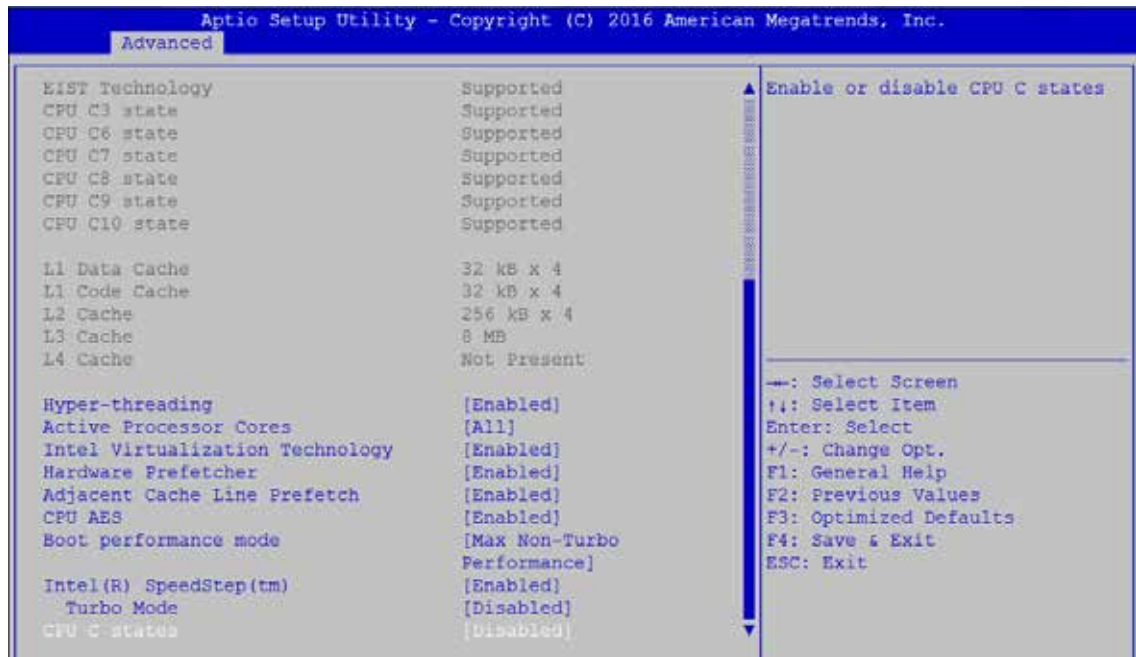 Aptio Setup Utility - Copyright (C) 2016 American Megatrends, Inc.
Advanced
EIST Technology Supported
CPU C3 state Supported
CPU C6 state Supported
CPU C7 state Supported
CPU C8 state Supported
CPU C9 state Supported
CPU C10 state Supported
L1 Data Cache 32 kB x 4
L1 Code Cache 32 kB x 4
L2 Cache 256 kB x 4
L3 Cache 8 MB
L4 Cache Not Present
Hyper-threading [Enabled]
Active Processor Cores [All]
Intel Virtualization Technology [Enabled]
Hardware Prefetcher [Enabled]
Adjacent Cache Line Prefetch [Enabled]
CPU AES [Enabled]
Boot performance mode [Max Non-Turbo
Performance]
Intel(R) SpeedStep(tm) [Enabled]
Turbo Mode [Disabled]
CPU C states [Disabled]
Enable or disable CPU C states
→←: Select Screen
↑↓: Select Item
Enter: Select
+/-: Change Opt.
F1: General Help
F2: Previous Values
F3: Optimized Defaults
F4: Save & Exit
ESC: Exit